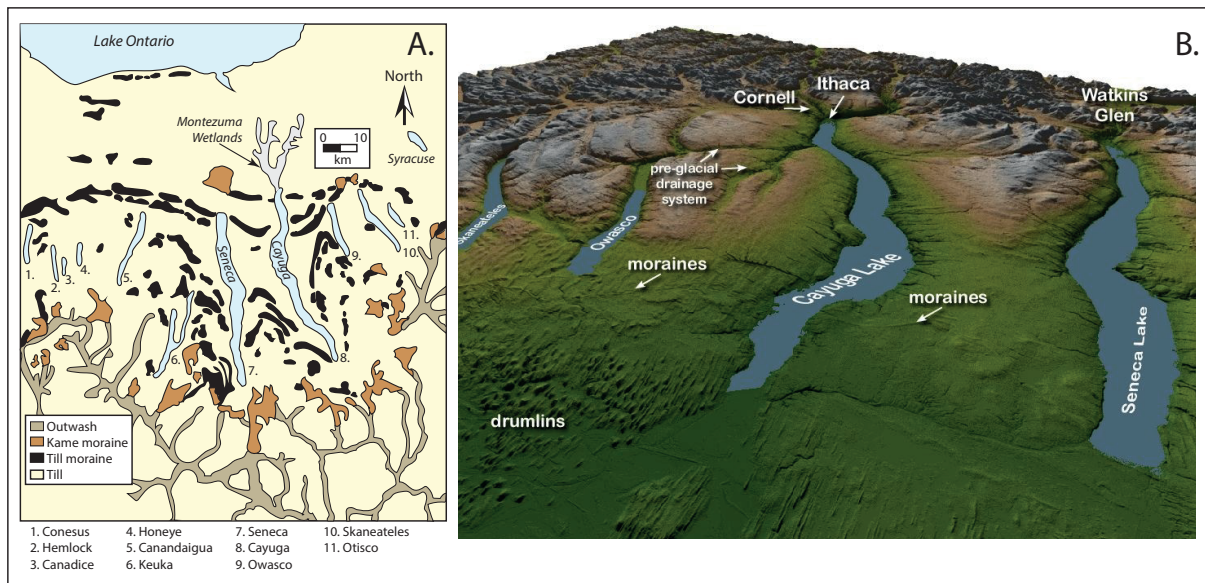 A.
Lake Ontario
North
Montezuma
Wetlands
0 10
km
Syracuse
Seneca
Cayuga
1.
2.
3.
4.
5.
6.
7.
8.
9.
10.
11.
Outwash
Kame moraine
Till moraine
Till
1. Conesus
2. Hemlock
3. Canadice
4. Honeye
5. Canandaigua
6. Keuka
7. Seneca
8. Cayuga
9. Owasco
10. Skaneateles
11. Otisco
B.
Ithaca
Cornell
Watkins
Glen
pre-glacial
drainage
system
Skaneateles
Owasco
moraines
Cayuga Lake
moraines
Seneca Lake
drumlins